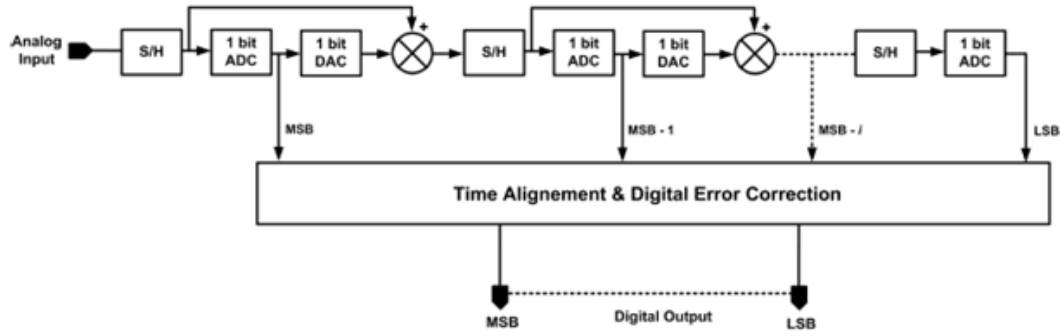 Analog
Input
S/H
1 bit
ADC
1 bit
DAC
+
S/H
1 bit
ADC
1 bit
DAC
+
S/H
1 bit
ADC
MSB
MSB - 1
MSB - i
LSB
Time Alignement & Digital Error Correction
MSB
Digital Output
LSB